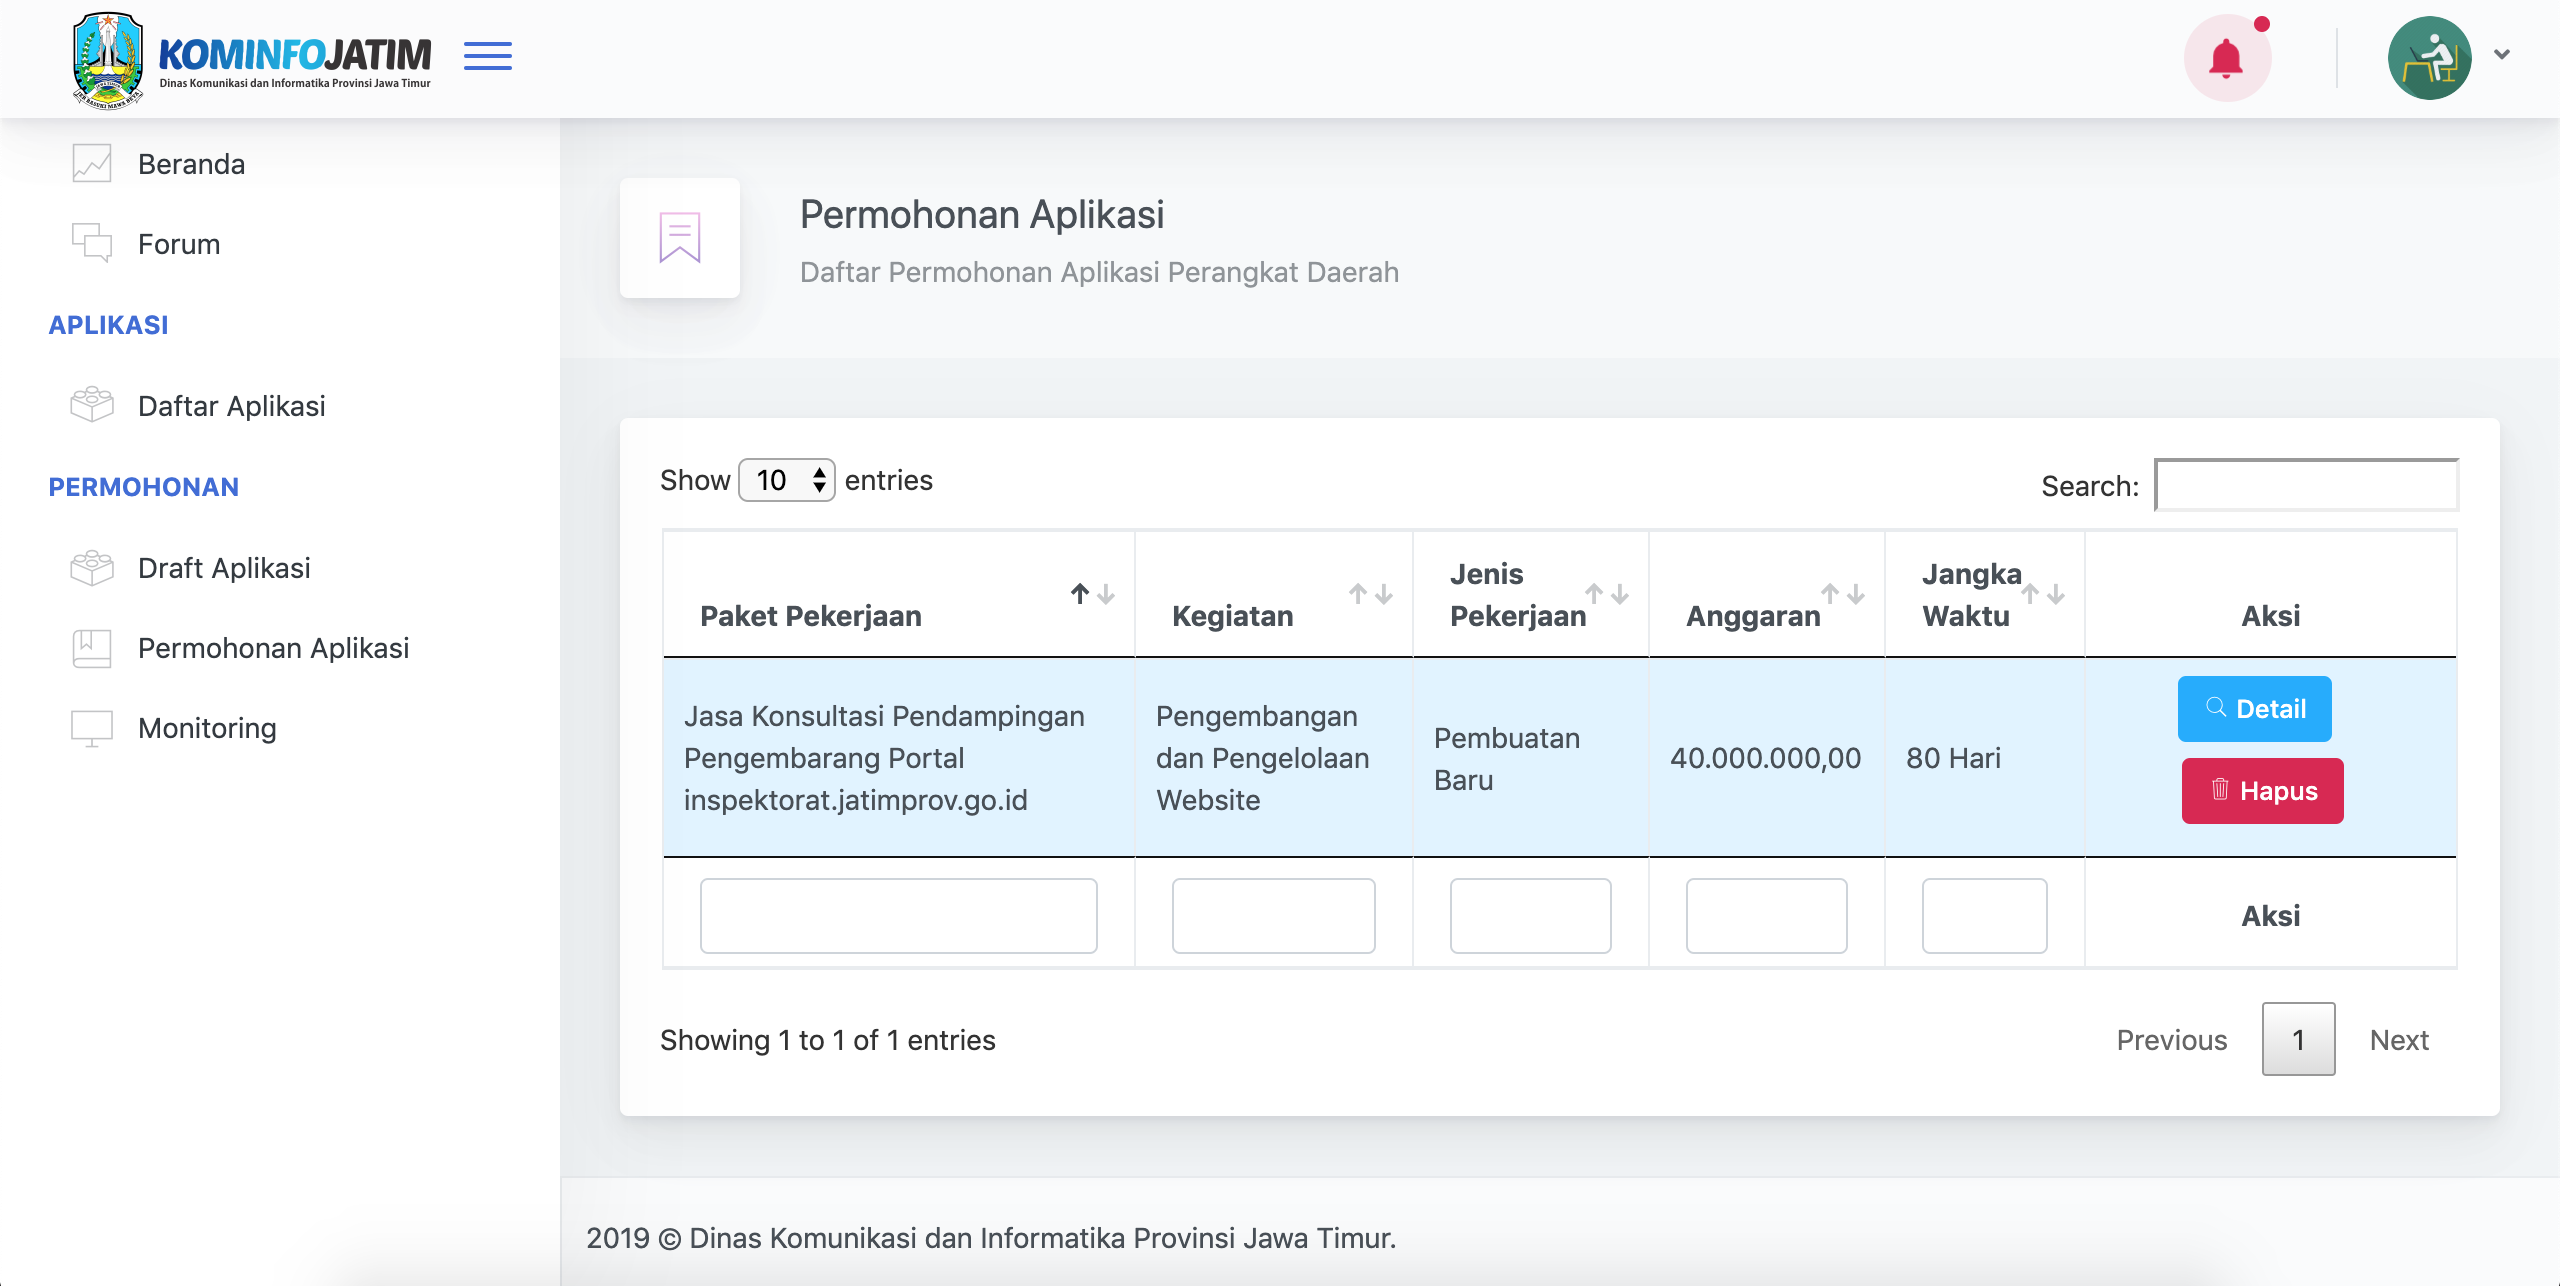 KOMINFOJATIM
Dinas Komunikasi dan Informatika Provinsi Jawa Timur
Beranda
Forum
APLIKASI
Daftar Aplikasi
PERMOHONAN
Draft Aplikasi
Permohonan Aplikasi
Monitoring
Permohonan Aplikasi
Daftar Permohonan Aplikasi Perangkat Daerah
Show 10 entries
Search:
Paket Pekerjaan
Kegiatan
Jenis
Pekerjaan
Anggaran
Jangka
Waktu
Aksi
Jasa Konsultasi Pendampingan
Pengembarang Portal
inspektorat.jatimprov.go.id
Pengembangan
dan Pengelolaan
Website
Pembuatan
Baru
40.000.000,00
80 Hari
Detail
Hapus
Aksi
Showing 1 to 1 of 1 entries
Previous 1 Next
2019 © Dinas Komunikasi dan Informatika Provinsi Jawa Timur.